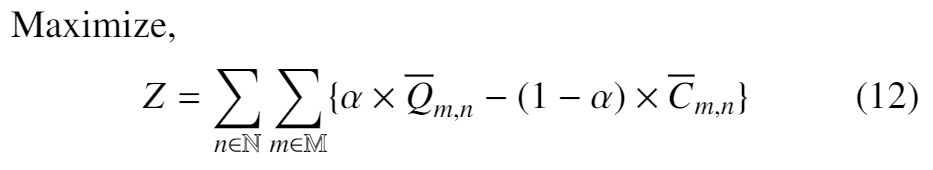 Maximize,
Z = ∑_{n∈ℕ} ∑_{m∈𝕄} {α × Q̅_{m,n} − (1 − α) × C̅_{m,n}} (12)